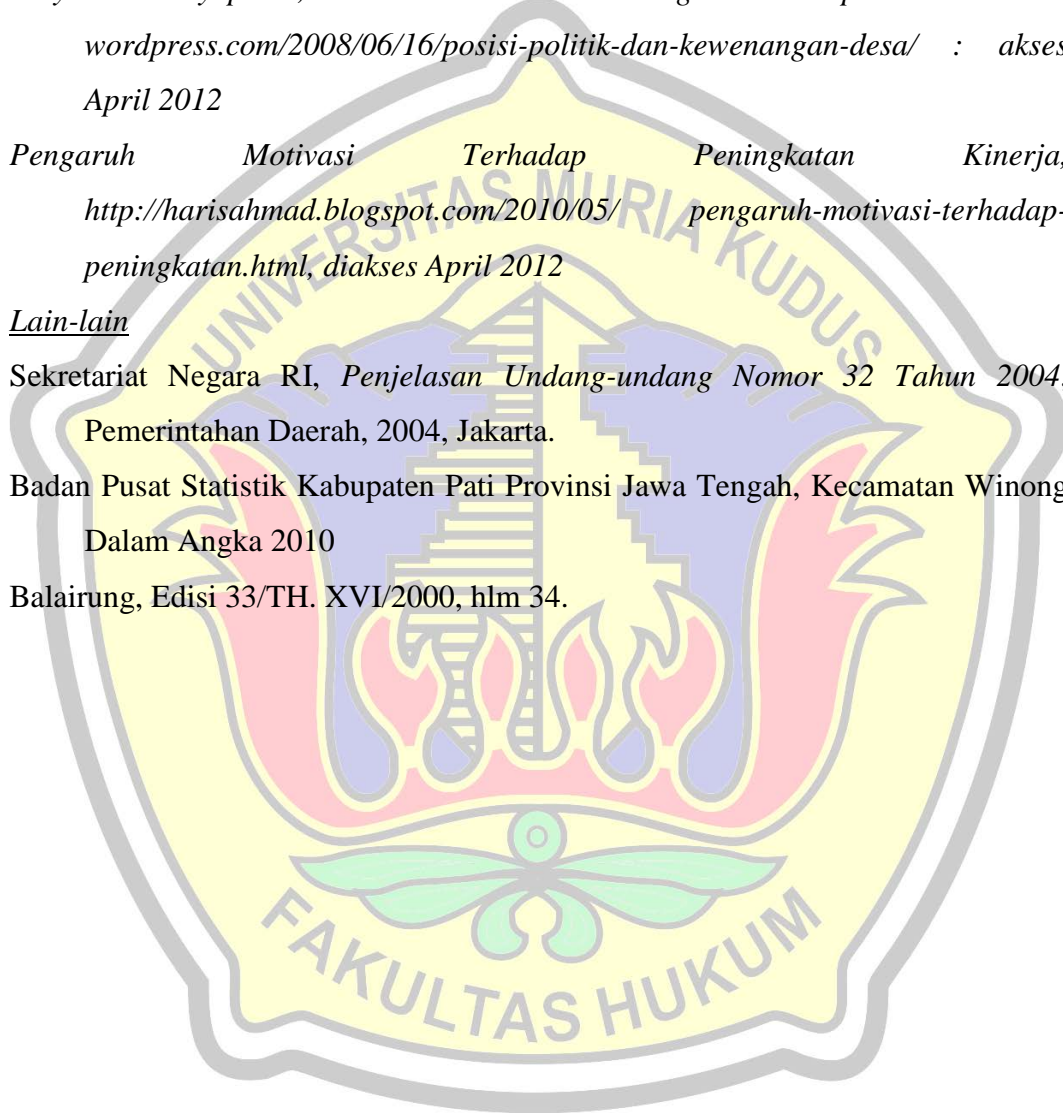 wordpress.com/2008/06/16/posisi-politik-dan-kewenangan-desa/ : akses
April 2012
Pengaruh Motivasi Terhadap Peningkatan Kinerja,
http://harisahmad.blogspot.com/2010/05/ pengaruh-motivasi-terhadap-
peningkatan.html, diakses April 2012
Lain-lain
Sekretariat Negara RI, Penjelasan Undang-undang Nomor 32 Tahun 2004,
Pemerintahan Daerah, 2004, Jakarta.
Badan Pusat Statistik Kabupaten Pati Provinsi Jawa Tengah, Kecamatan Winong
Dalam Angka 2010
Balairung, Edisi 33/TH. XVI/2000, hlm 34.
UNIVERSITAS MURIA KUDUS
FAKULTAS HUKUM